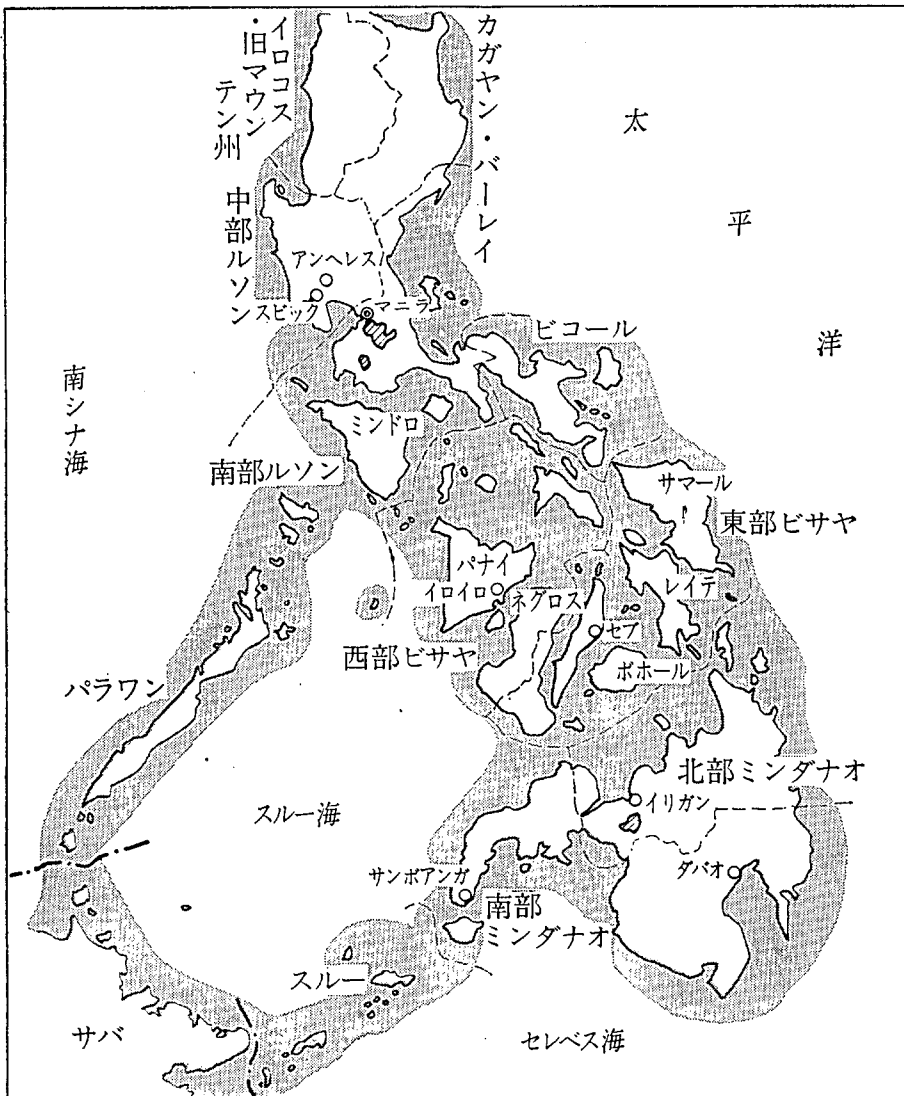 イロコス
・旧マウン
テン州
カガヤン・バーレイ
太平洋
中部ルソン
アンヘレス
スビック
マニラ
ビコール
南シナ海
ミンドロ
南部ルソン
サマール
東部ビサヤ
パナイ
イロイロ
ネグロス
レイテ
セブ
西部ビサヤ
ボホール
パラワン
北部ミンダナオ
イリガン
スルー海
サンボアンガ
ダバオ
南部
ミンダナオ
スルー
サバ
セレベス海